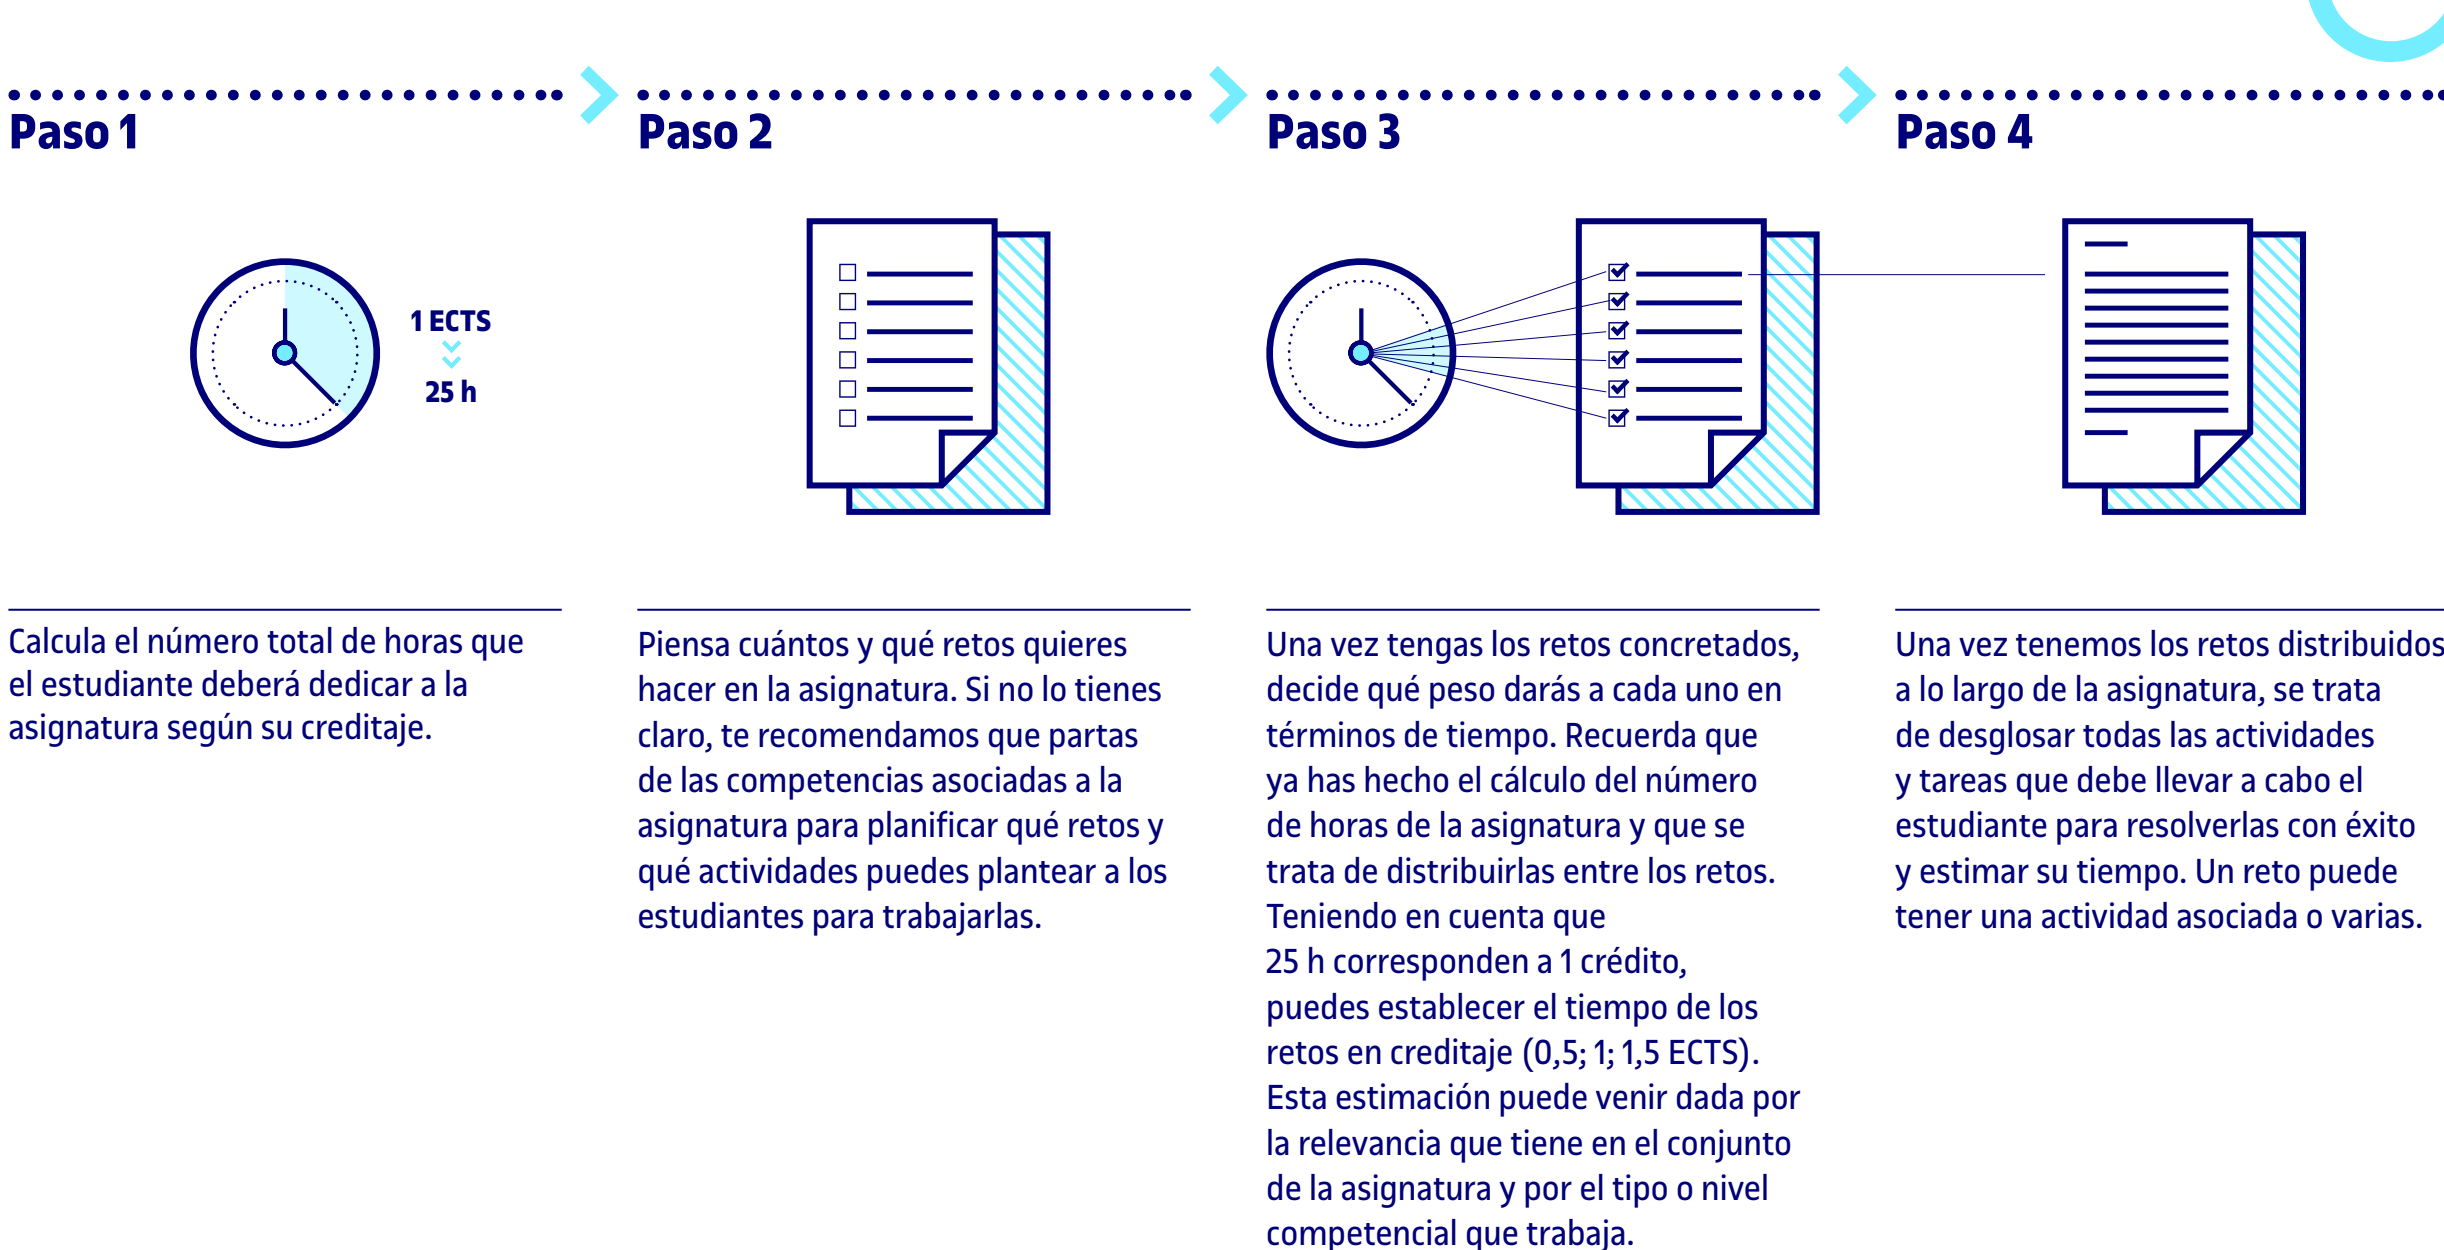 Paso 1
1 ECTS
25 h
Calcula el número total de horas que
el estudiante deberá dedicar a la
asignatura según su creditaje.
Paso 2
Piensa cuántos y qué retos quieres
hacer en la asignatura. Si no lo tienes
claro, te recomendamos que partas
de las competencias asociadas a la
asignatura para planificar qué retos y
qué actividades puedes plantear a los
estudiantes para trabajarlas.
Paso 3
Una vez tengas los retos concretados,
decide qué peso darás a cada uno en
términos de tiempo. Recuerda que
ya has hecho el cálculo del número
de horas de la asignatura y que se
trata de distribuirlas entre los retos.
Teniendo en cuenta que
25 h corresponden a 1 crédito,
puedes establecer el tiempo de los
retos en creditaje (0,5; 1; 1,5 ECTS).
Esta estimación puede venir dada por
la relevancia que tiene en el conjunto
de la asignatura y por el tipo o nivel
competencial que trabaja.
Paso 4
Una vez tenemos los retos distribuidos
a lo largo de la asignatura, se trata
de desglosar todas las actividades
y tareas que debe llevar a cabo el
estudiante para resolverlas con éxito
y estimar su tiempo. Un reto puede
tener una actividad asociada o varias.